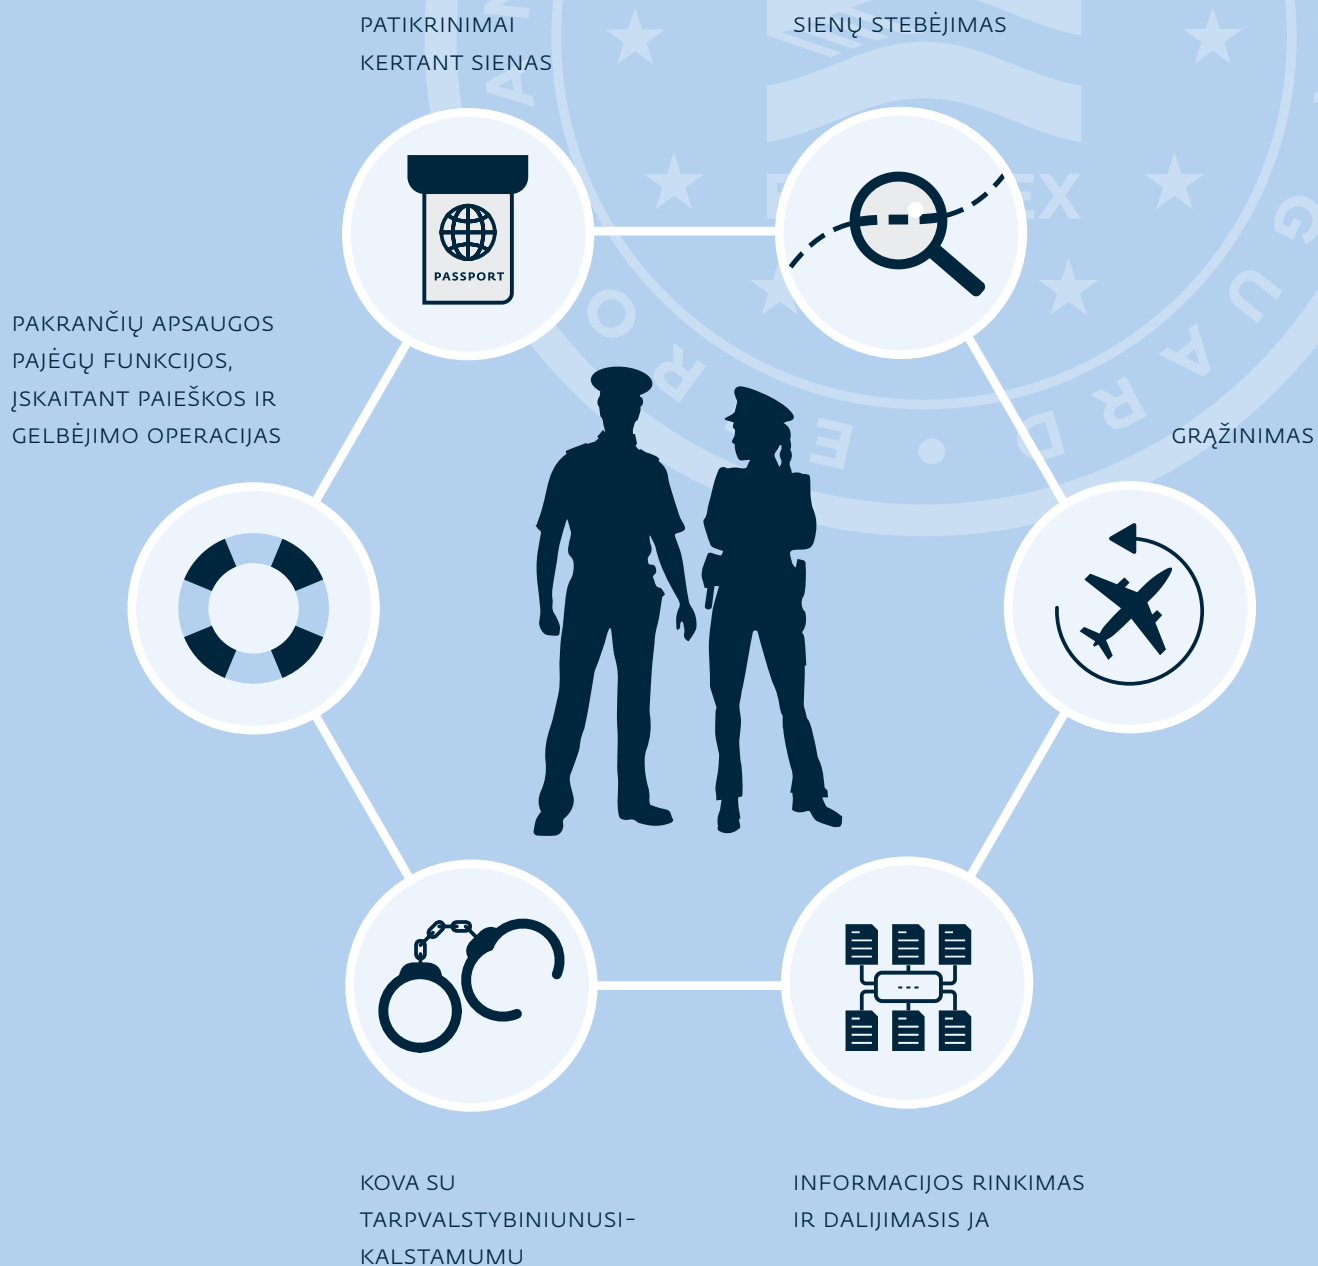 PATIKRINIMAI
KERTANT SIENAS
SIENŲ STEBĖJIMAS
PASSPORT
PAKRANČIŲ APSAUGOS
PAJĖGŲ FUNKCIJOS,
ĮSKAITANT PAIEŠKOS IR
GELBĖJIMO OPERACIJAS
GRĄŽINIMAS
KOVA SU
TARPVALSTYBINIUNUSI-
KALSTAMUMU
INFORMACIJOS RINKIMAS
IR DALIJIMASIS JA